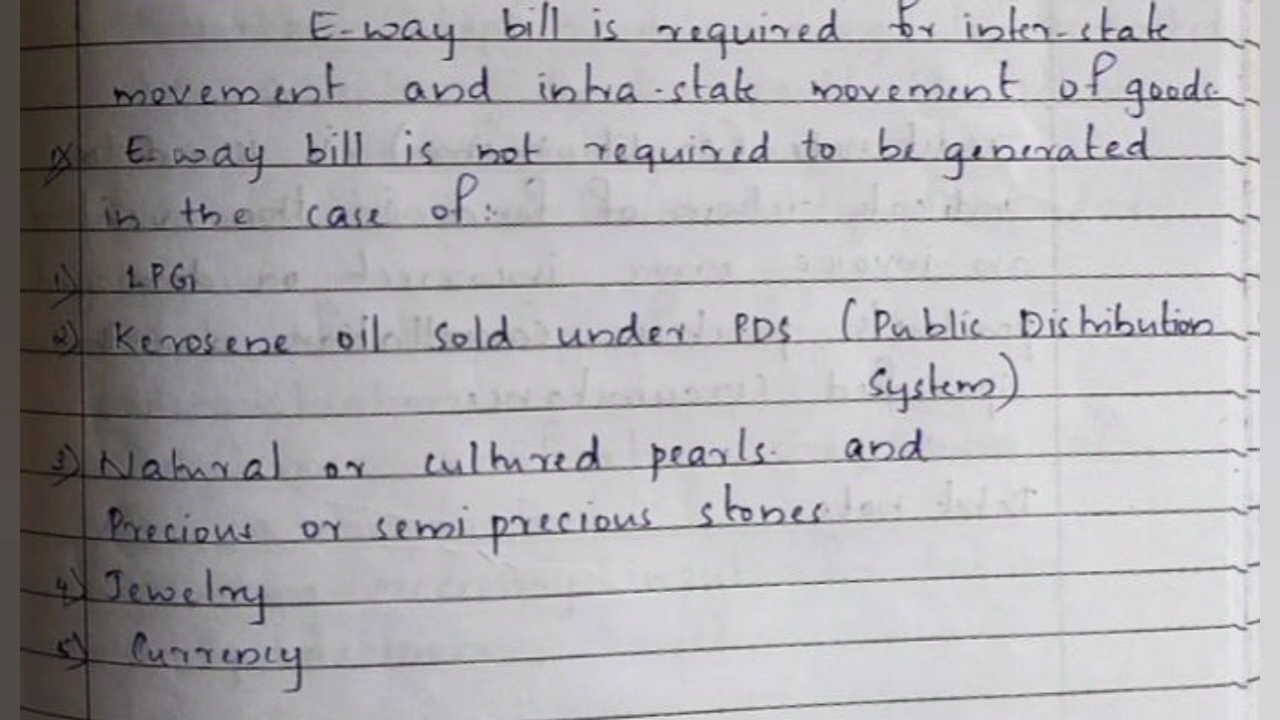 E-way bill is required for inter-state
movement and intra-state movement of goods.
E-way bill is not required to be generated
in the case of:-
1) LPG
2) Kerosene oil sold under PDS (Public Distribution
System)
3) Natural or cultured pearls and
Precious or semi precious stones
4) Jewelry
5) Currency